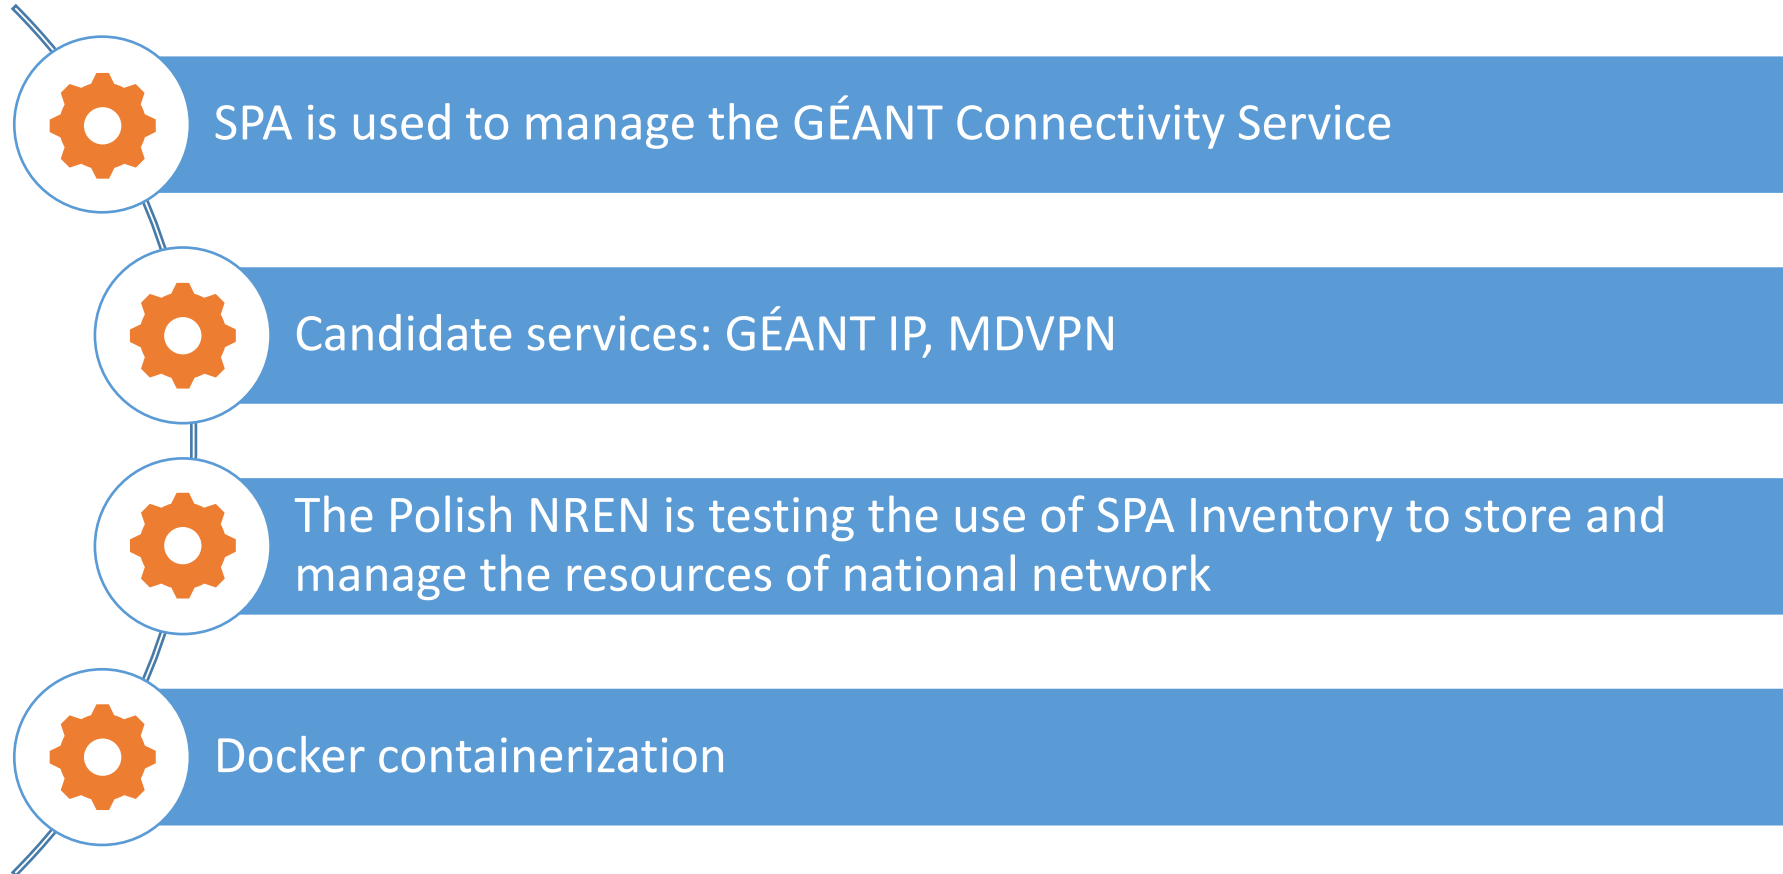 SPA is used to manage the GÉANT Connectivity Service
Candidate services: GÉANT IP, MDVPN
The Polish NREN is testing the use of SPA Inventory to store and
manage the resources of national network
Docker containerization